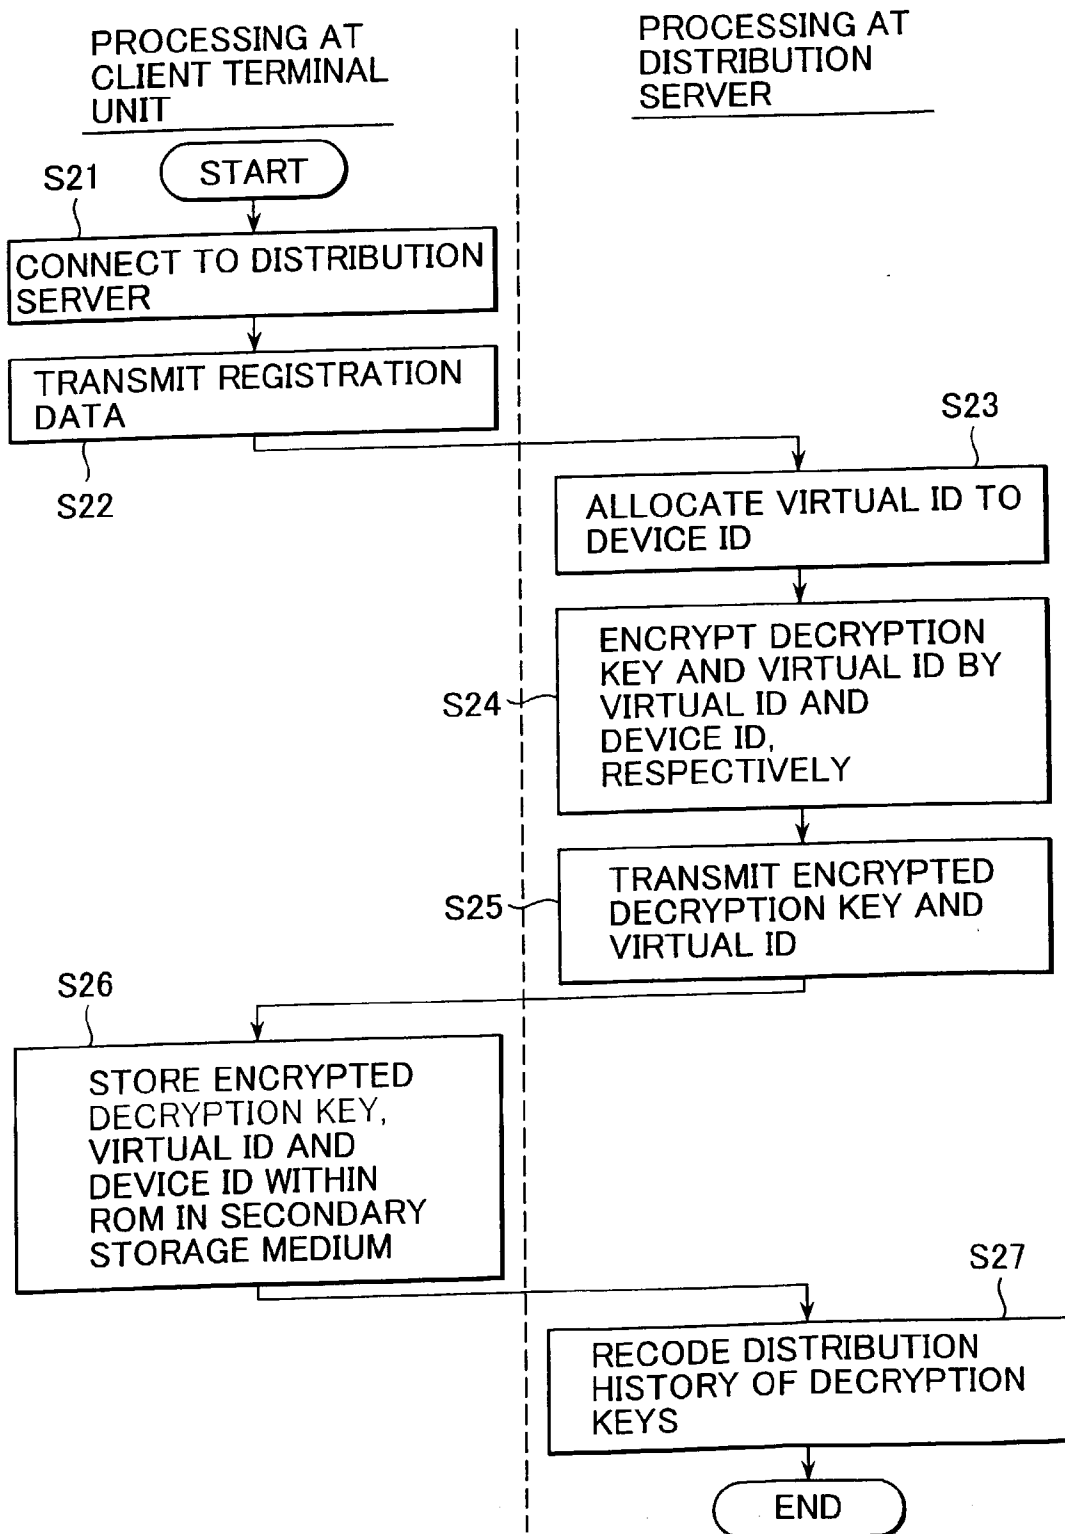 PROCESSING AT
CLIENT TERMINAL
UNIT
PROCESSING AT
DISTRIBUTION
SERVER
START
S21
CONNECT TO DISTRIBUTION
SERVER
TRANSMIT REGISTRATION
DATA
S22
S23
ALLOCATE VIRTUAL ID TO
DEVICE ID
S24
ENCRYPT DECRYPTION
KEY AND VIRTUAL ID BY
VIRTUAL ID AND
DEVICE ID,
RESPECTIVELY
S25
TRANSMIT ENCRYPTED
DECRYPTION KEY AND
VIRTUAL ID
S26
STORE ENCRYPTED
DECRYPTION KEY,
VIRTUAL ID AND
DEVICE ID WITHIN
ROM IN SECONDARY
STORAGE MEDIUM
S27
RECODE DISTRIBUTION
HISTORY OF DECRYPTION
KEYS
END